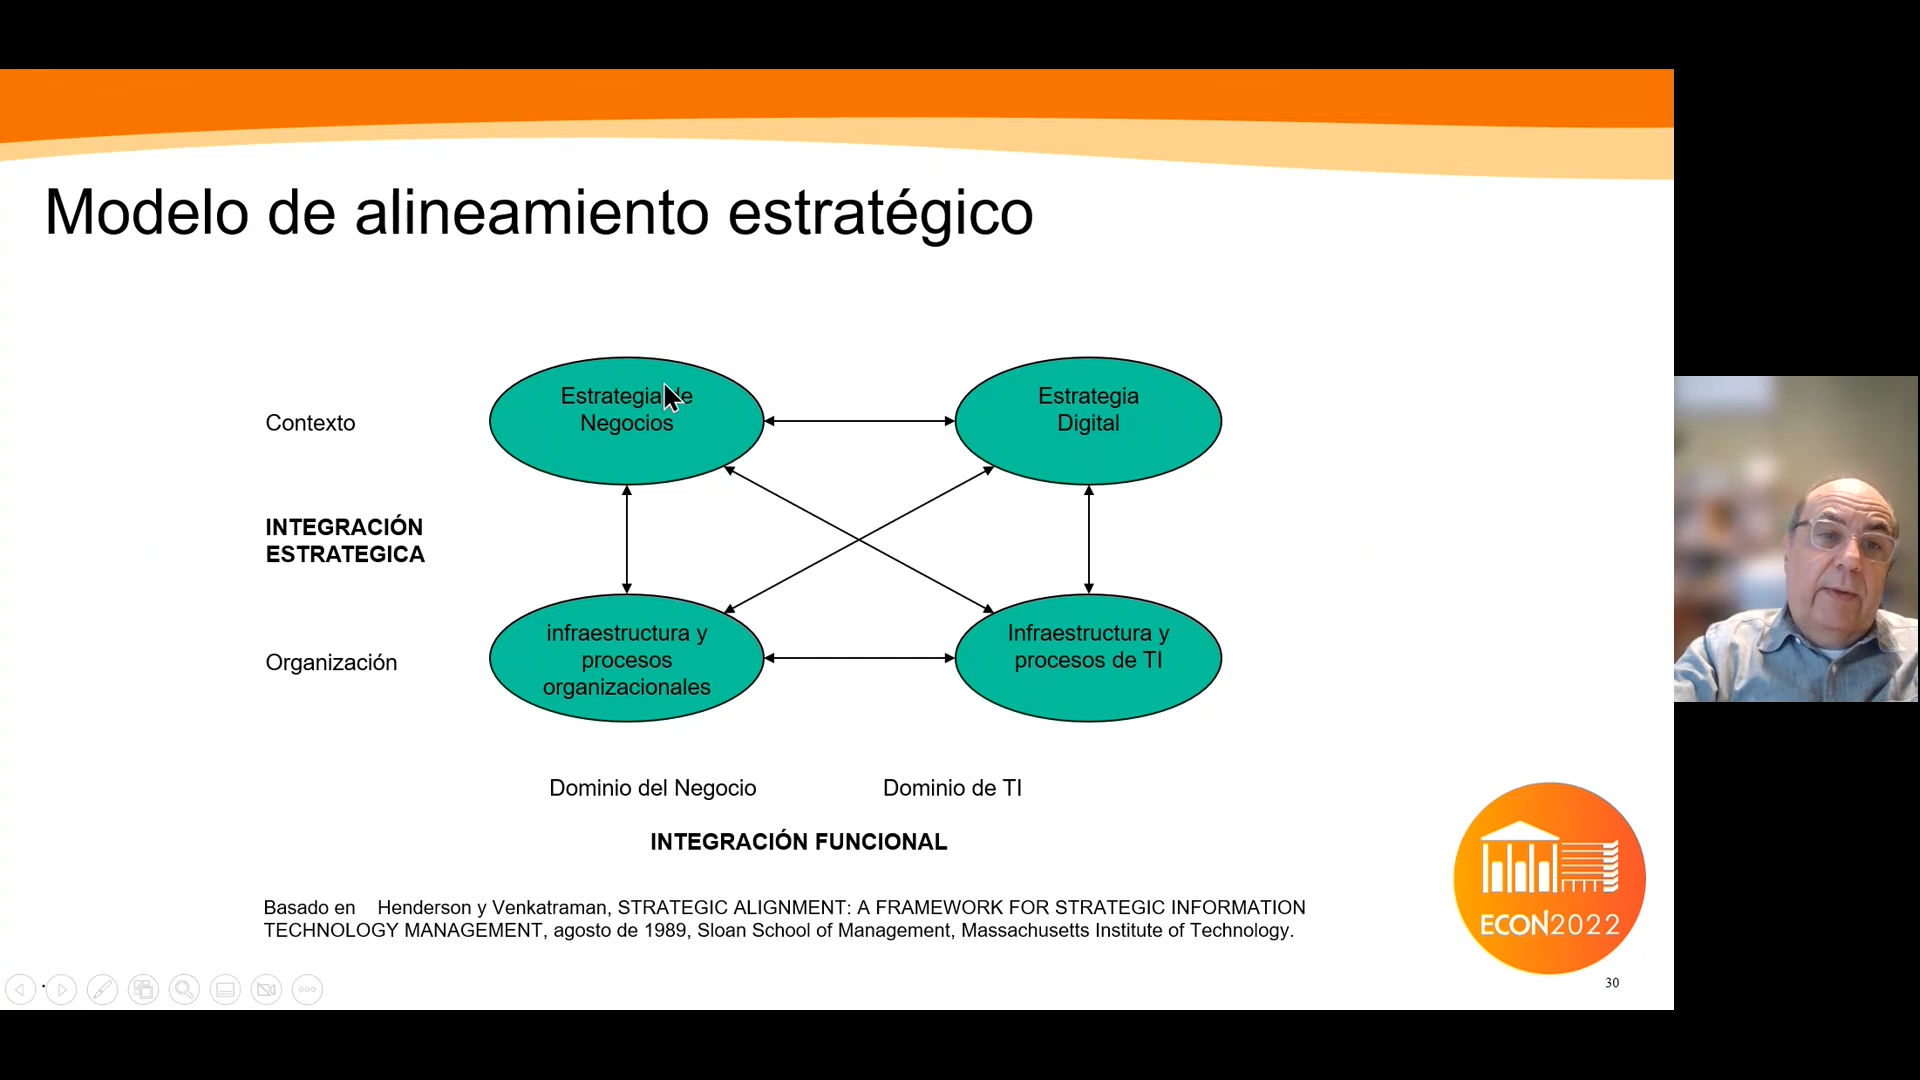 Modelo de alineamiento estratégico
Estrategia de
Negocios
Estrategia
Digital
Contexto
INTEGRACIÓN
ESTRATEGICA
infraestructura y
procesos
organizacionales
Infraestructura y
procesos de TI
Organización
Dominio del Negocio
Dominio de TI
INTEGRACIÓN FUNCIONAL
Basado en Henderson y Venkatraman, STRATEGIC ALIGNMENT: A FRAMEWORK FOR STRATEGIC INFORMATION
TECHNOLOGY MANAGEMENT, agosto de 1989, Sloan School of Management, Massachusetts Institute of Technology.
ECON2022
30